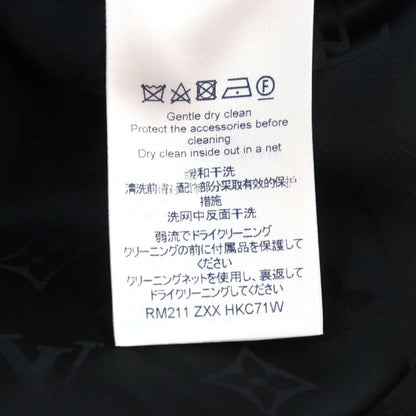 Gentle dry clean
Protect the accessories before
cleaning
Dry clean inside out in a net
缓和干洗
清洗前请对配饰部分采取有效的保护
措施
洗网中反面干洗
弱流でドライクリーニング
クリーニングの前に付属品を保護して
ください
クリーニングネットを使用し、裏返して
ドライクリーニングしてください
RM211 ZXX HKC71W